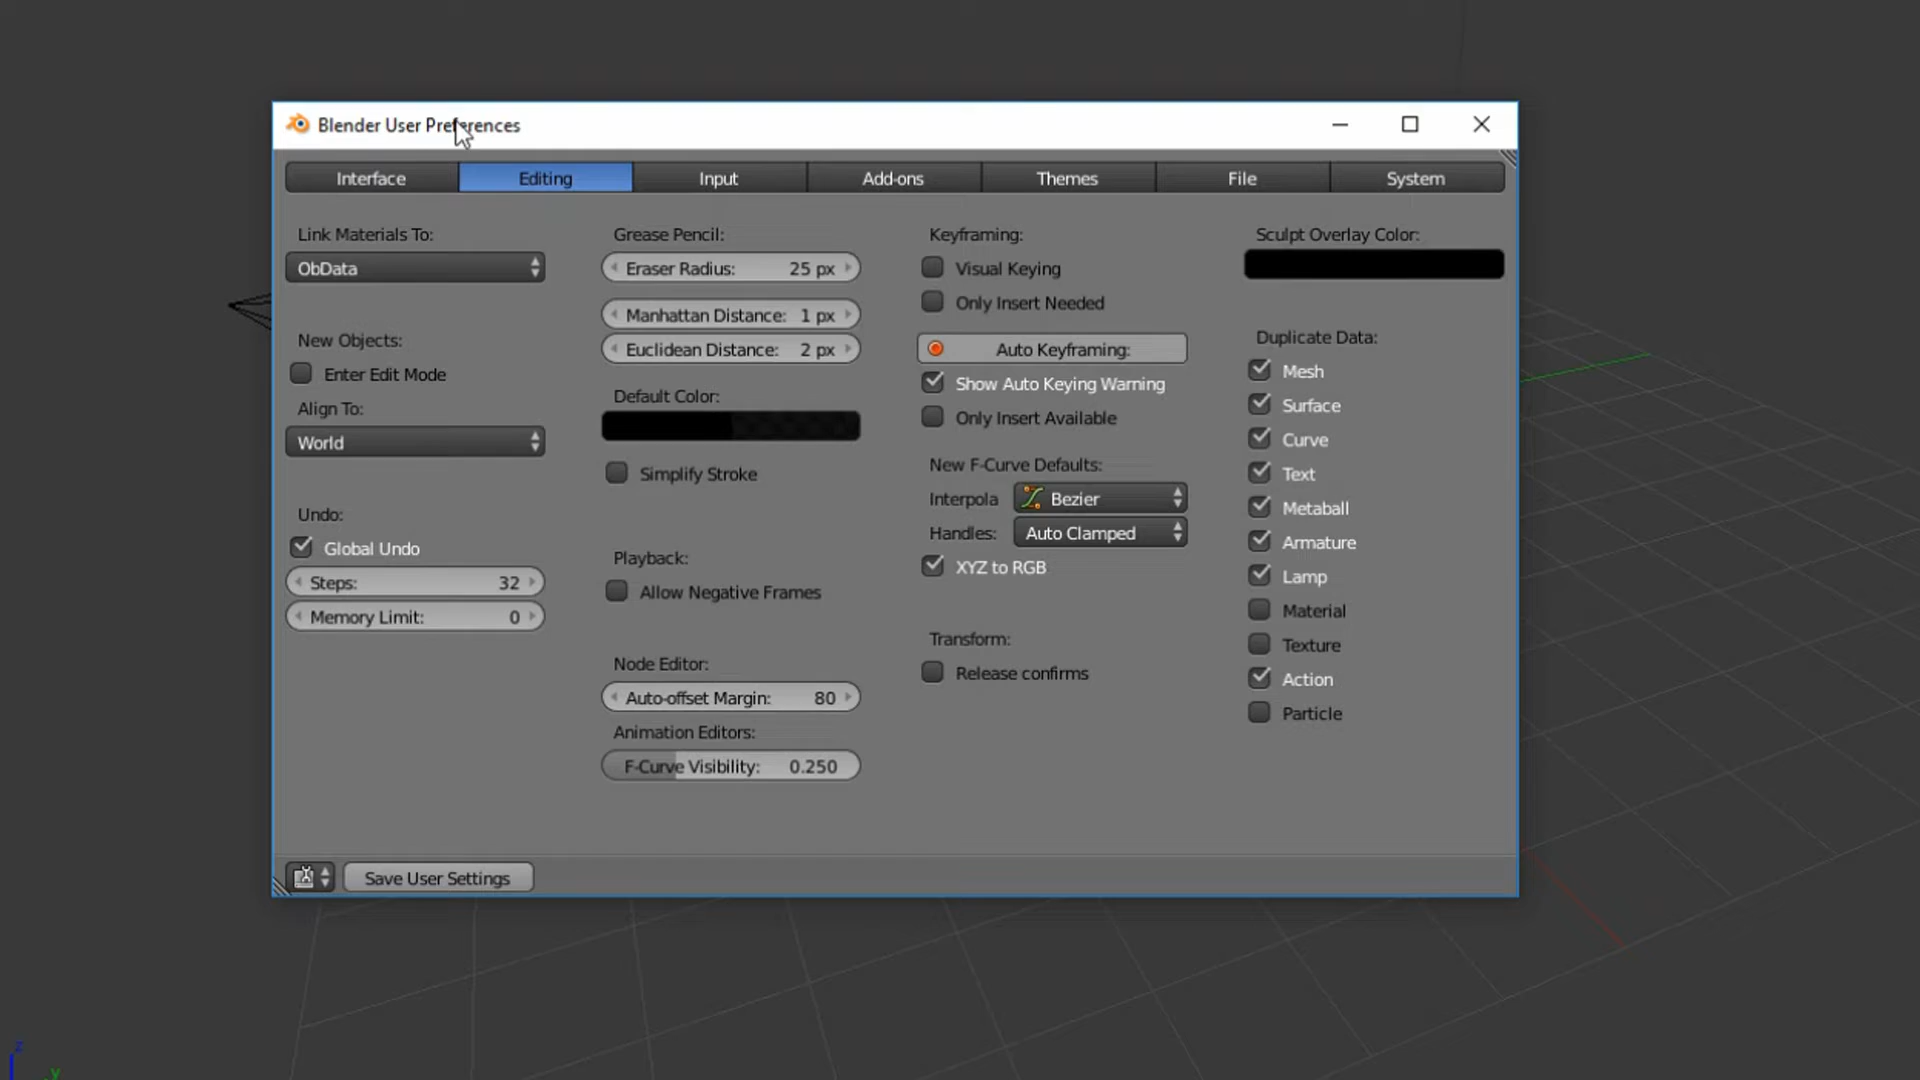 Blender User Preferences
Interface Editing Input Add-ons Themes File System
Link Materials To:
ObData
New Objects:
Enter Edit Mode
Align To:
World
Undo:
Global Undo
Steps: 32
Memory Limit: 0
Grease Pencil:
Eraser Radius: 25 px
Manhattan Distance: 1 px
Euclidean Distance: 2 px
Default Color:
Simplify Stroke
Playback:
Allow Negative Frames
Node Editor:
Auto-offset Margin: 80
Animation Editors:
F-Curve Visibility: 0.250
Keyframing:
Visual Keying
Only Insert Needed
Auto Keyframing:
Show Auto Keying Warning
Only Insert Available
New F-Curve Defaults:
Interpola Bezier
Handles: Auto Clamped
XYZ to RGB
Transform:
Release confirms
Sculpt Overlay Color:
Duplicate Data:
Mesh
Surface
Curve
Text
Metaball
Armature
Lamp
Material
Texture
Action
Particle
Save User Settings
z
y